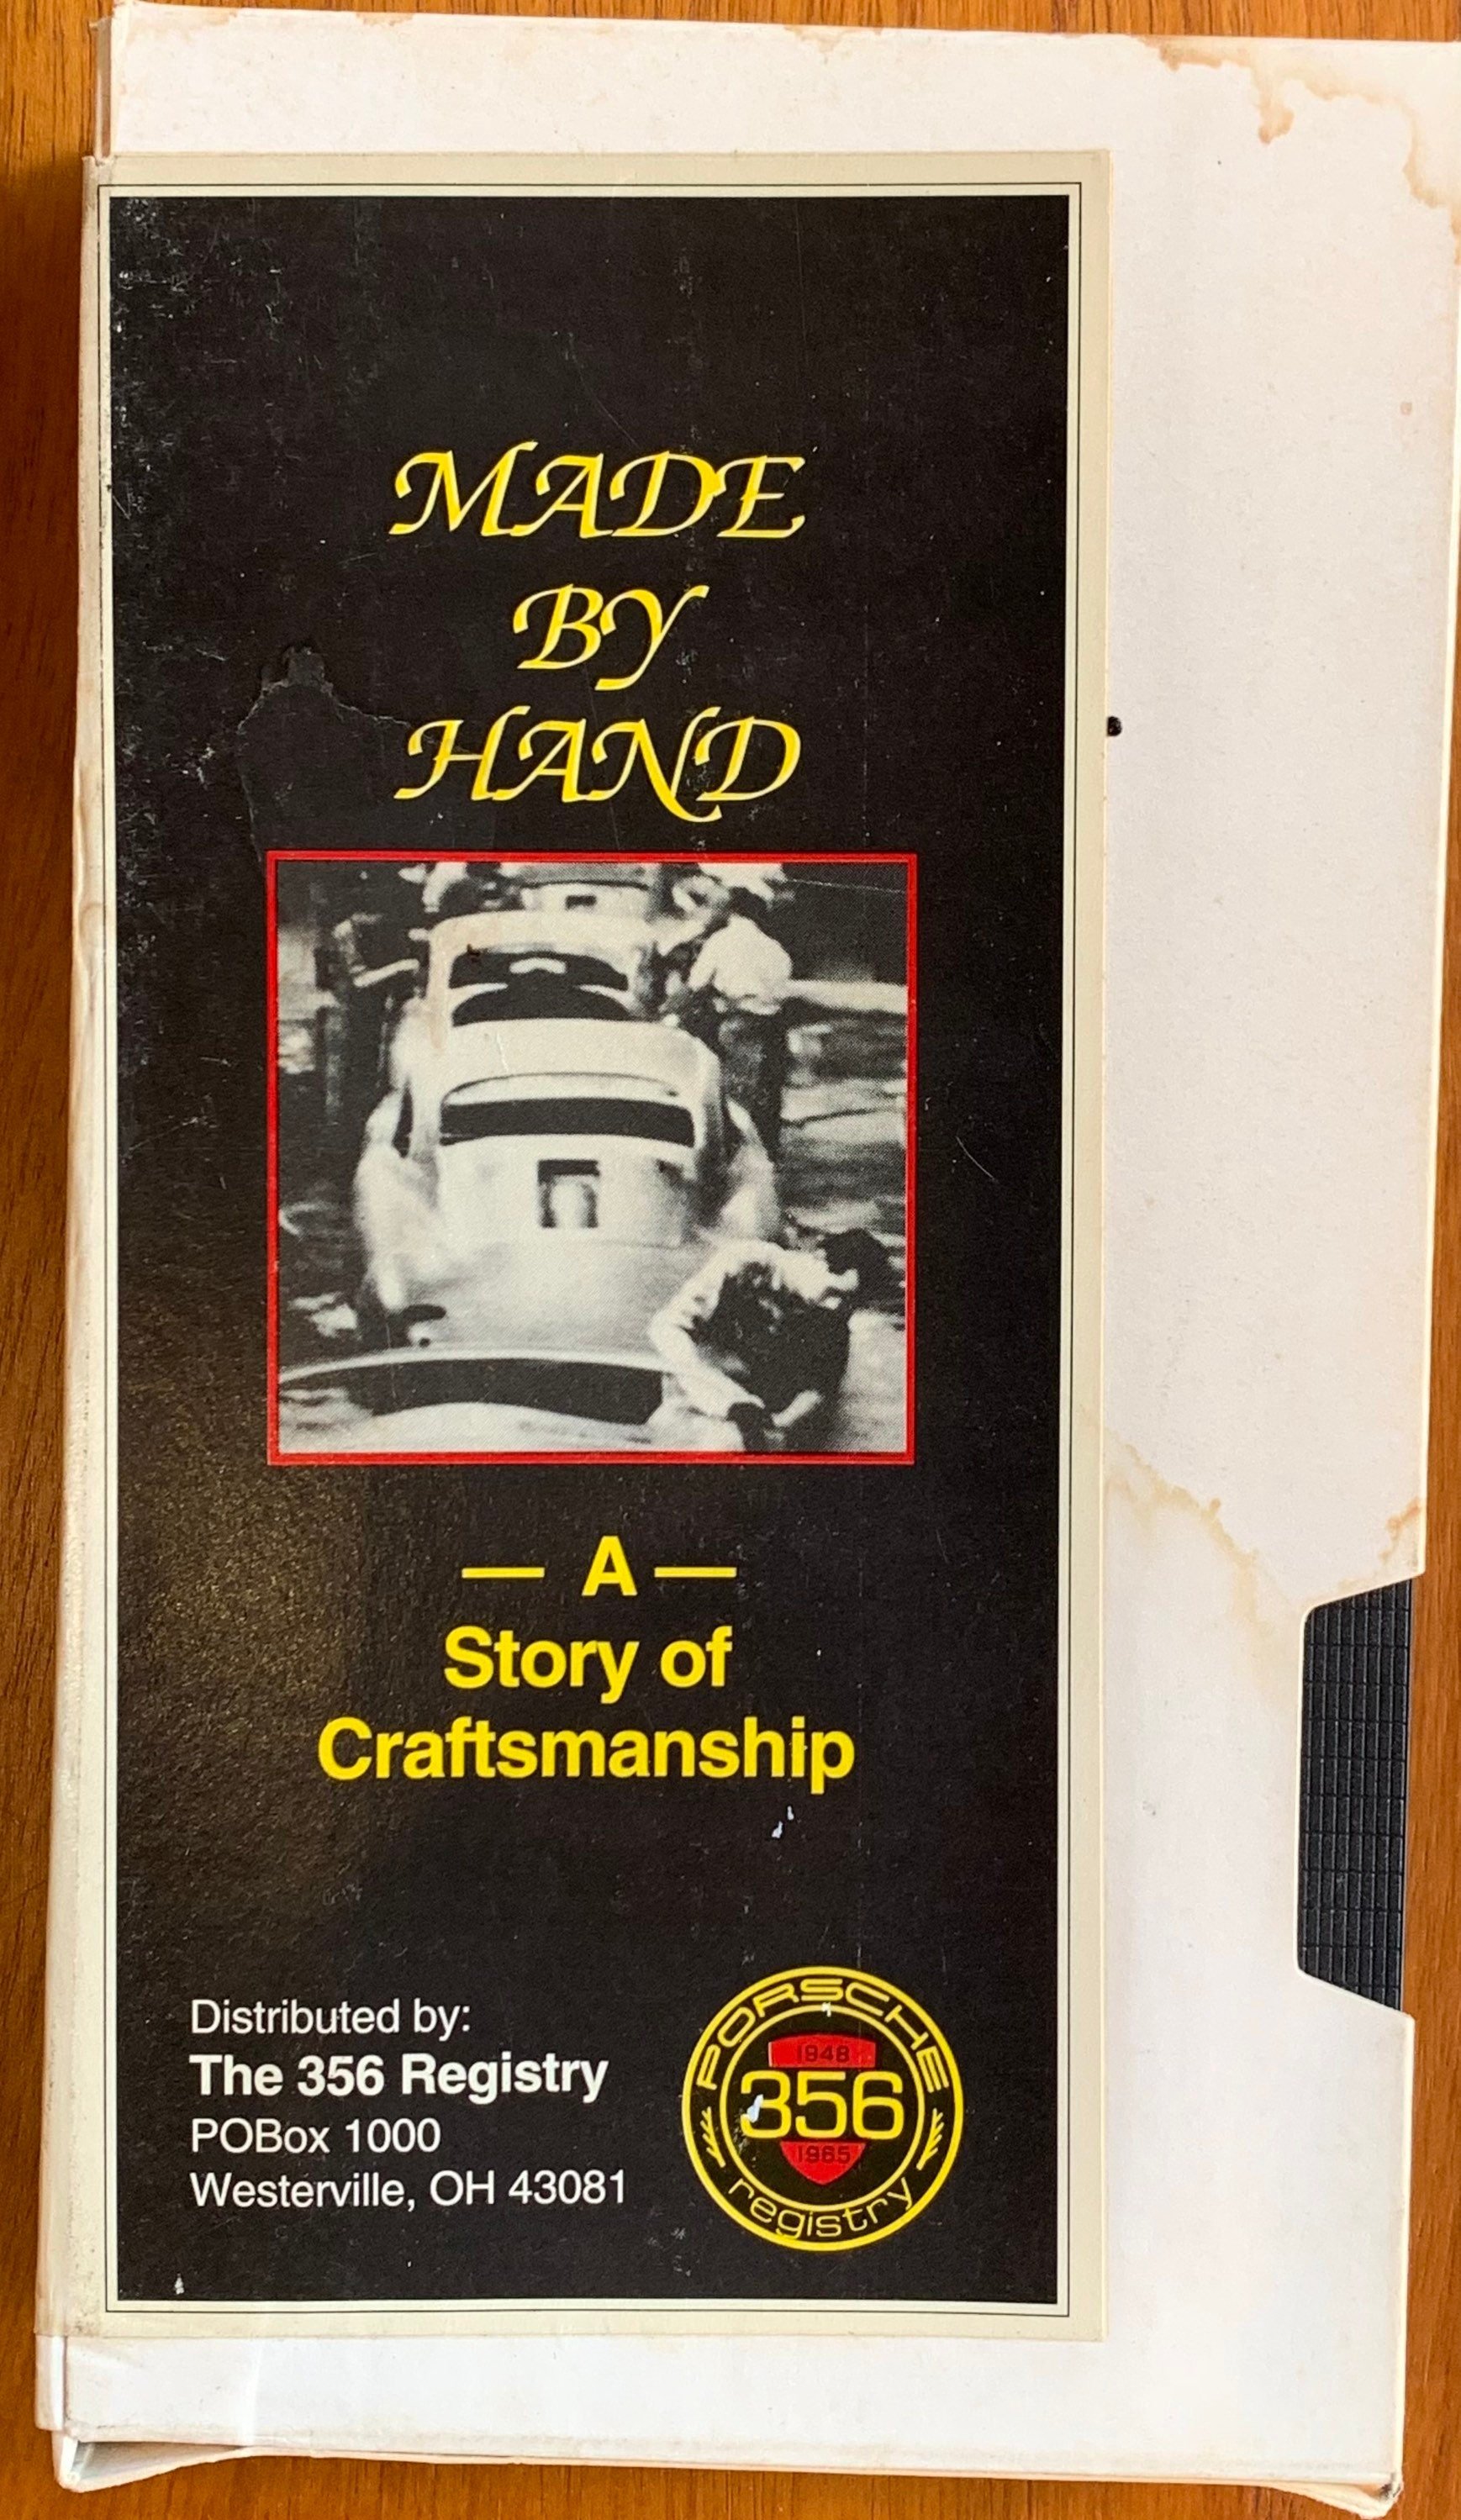 MADE
BY
HAND
— A —
Story of
Craftsmanship
Distributed by:
The 356 Registry
POBox 1000
Westerville, OH 43081
PORSCHE
1948
356
1965
registry